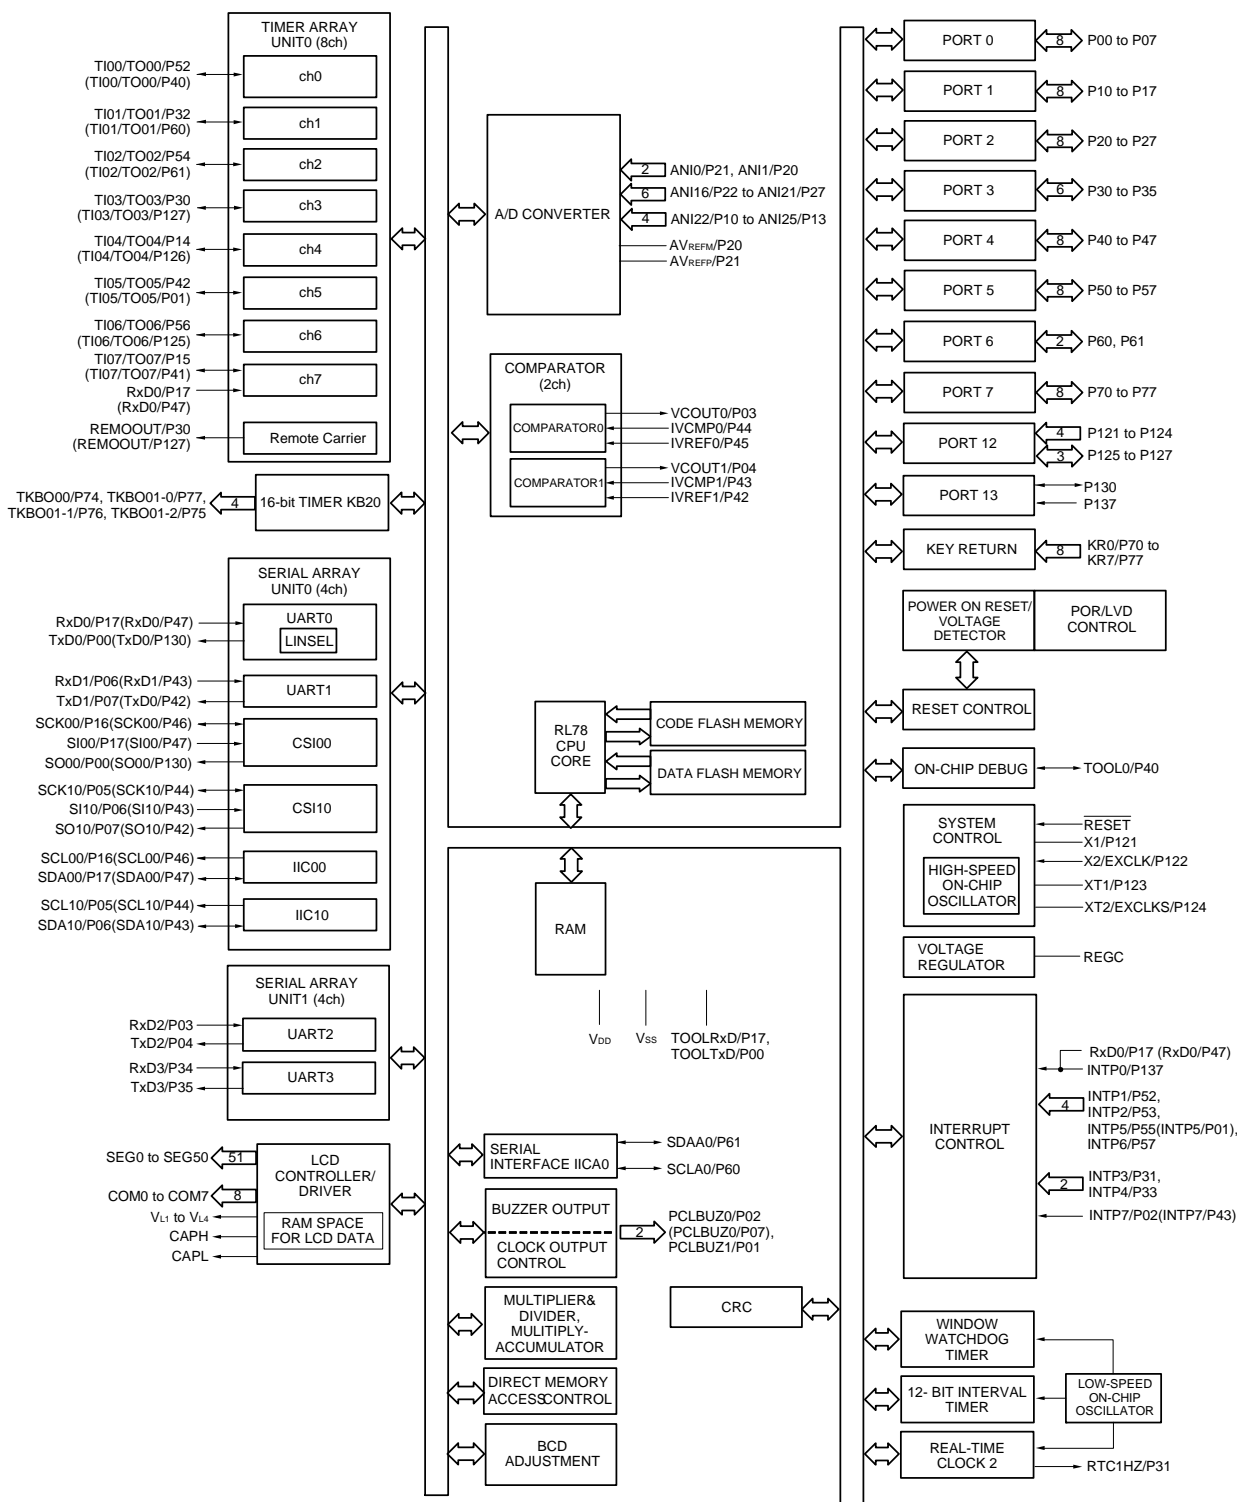 TIMER ARRAY
UNIT0 (8ch)
TI00/TO00/P52
(TI00/TO00/P40)
ch0
TI01/TO01/P32
(TI01/TO01/P60)
ch1
TI02/TO02/P54
(TI02/TO02/P61)
ch2
TI03/TO03/P30
(TI03/TO03/P127)
ch3
TI04/TO04/P14
(TI04/TO04/P126)
ch4
TI05/TO05/P42
(TI05/TO05/P01)
ch5
TI06/TO06/P56
(TI06/TO06/P125)
ch6
TI07/TO07/P15
(TI07/TO07/P41)
RxD0/P17
(RxD0/P47)
ch7
REMOOUT/P30
(REMOOUT/P127)
Remote Carrier
TKBO00/P74, TKBO01-0/P77,
TKBO01-1/P76, TKBO01-2/P75
4
16-bit TIMER KB20
SERIAL ARRAY
UNIT0 (4ch)
RxD0/P17(RxD0/P47)
TxD0/P00(TxD0/P130)
UART0
LINSEL
RxD1/P06(RxD1/P43)
TxD1/P07(TxD0/P42)
UART1
SCK00/P16(SCK00/P46)
SI00/P17(SI00/P47)
SO00/P00(SO00/P130)
CSI00
SCK10/P05(SCK10/P44)
SI10/P06(SI10/P43)
SO10/P07(SO10/P42)
CSI10
SCL00/P16(SCL00/P46)
SDA00/P17(SDA00/P47)
IIC00
SCL10/P05(SCL10/P44)
SDA10/P06(SDA10/P43)
IIC10
SERIAL ARRAY
UNIT1 (4ch)
RxD2/P03
TxD2/P04
UART2
RxD3/P34
TxD3/P35
UART3
SEG0 to SEG50
51
COM0 to COM7
8
VL1 to VL4
CAPH
CAPL
LCD
CONTROLLER/
DRIVER
RAM SPACE
FOR LCD DATA
A/D CONVERTER
2
ANI0/P21, ANI1/P20
6
ANI16/P22 to ANI21/P27
4
ANI22/P10 to ANI25/P13
AVREFM/P20
AVREFP/P21
COMPARATOR
(2ch)
COMPARATOR0
VCOUT0/P03
IVCMP0/P44
IVREF0/P45
COMPARATOR1
VCOUT1/P04
IVCMP1/P43
IVREF1/P42
RL78
CPU
CORE
CODE FLASH MEMORY
DATA FLASH MEMORY
RAM
VDD
VSS
TOOLRxD/P17,
TOOLTxD/P00
SERIAL
INTERFACE IICA0
SDAA0/P61
SCLA0/P60
BUZZER OUTPUT
CLOCK OUTPUT
CONTROL
2
PCLBUZ0/P02
(PCLBUZ0/P07),
PCLBUZ1/P01
MULTIPLIER&
DIVIDER,
MULITIPLY-
ACCUMULATOR
DIRECT MEMORY
ACCESS CONTROL
BCD
ADJUSTMENT
CRC
PORT 0
8
P00 to P07
PORT 1
8
P10 to P17
PORT 2
8
P20 to P27
PORT 3
6
P30 to P35
PORT 4
8
P40 to P47
PORT 5
8
P50 to P57
PORT 6
2
P60, P61
PORT 7
8
P70 to P77
PORT 12
4
P121 to P124
3
P125 to P127
PORT 13
P130
P137
KEY RETURN
8
KR0/P70 to
KR7/P77
POWER ON RESET/
VOLTAGE
DETECTOR
POR/LVD
CONTROL
RESET CONTROL
ON-CHIP DEBUG
TOOL0/P40
SYSTEM
CONTROL
HIGH-SPEED
ON-CHIP
OSCILLATOR
RESET
X1/P121
X2/EXCLK/P122
XT1/P123
XT2/EXCLKS/P124
VOLTAGE
REGULATOR
REGC
INTERRUPT
CONTROL
RxD0/P17 (RxD0/P47)
INTP0/P137
4
INTP1/P52,
INTP2/P53,
INTP5/P55(INTP5/P01),
INTP6/P57
2
INTP3/P31,
INTP4/P33
INTP7/P02(INTP7/P43)
WINDOW
WATCHDOG
TIMER
12- BIT INTERVAL
TIMER
LOW-SPEED
ON-CHIP
OSCILLATOR
REAL-TIME
CLOCK 2
RTC1HZ/P31